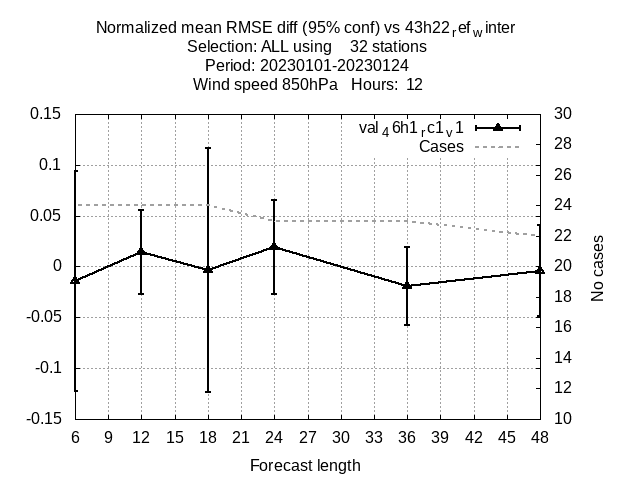 Normalized mean RMSE diff (95% conf) vs 43h22ref winter
Selection: ALL using 32 stations
Period: 20230101-20230124
Wind speed 850hPa Hours: 12
val46h1rc1v1
Cases
0.15
0.1
0.05
0
-0.05
-0.1
-0.15
30
28
26
24
22
20
18
16
14
12
10
No cases
6 9 12 15 18 21 24 27 30 33 36 39 42 45 48
Forecast length